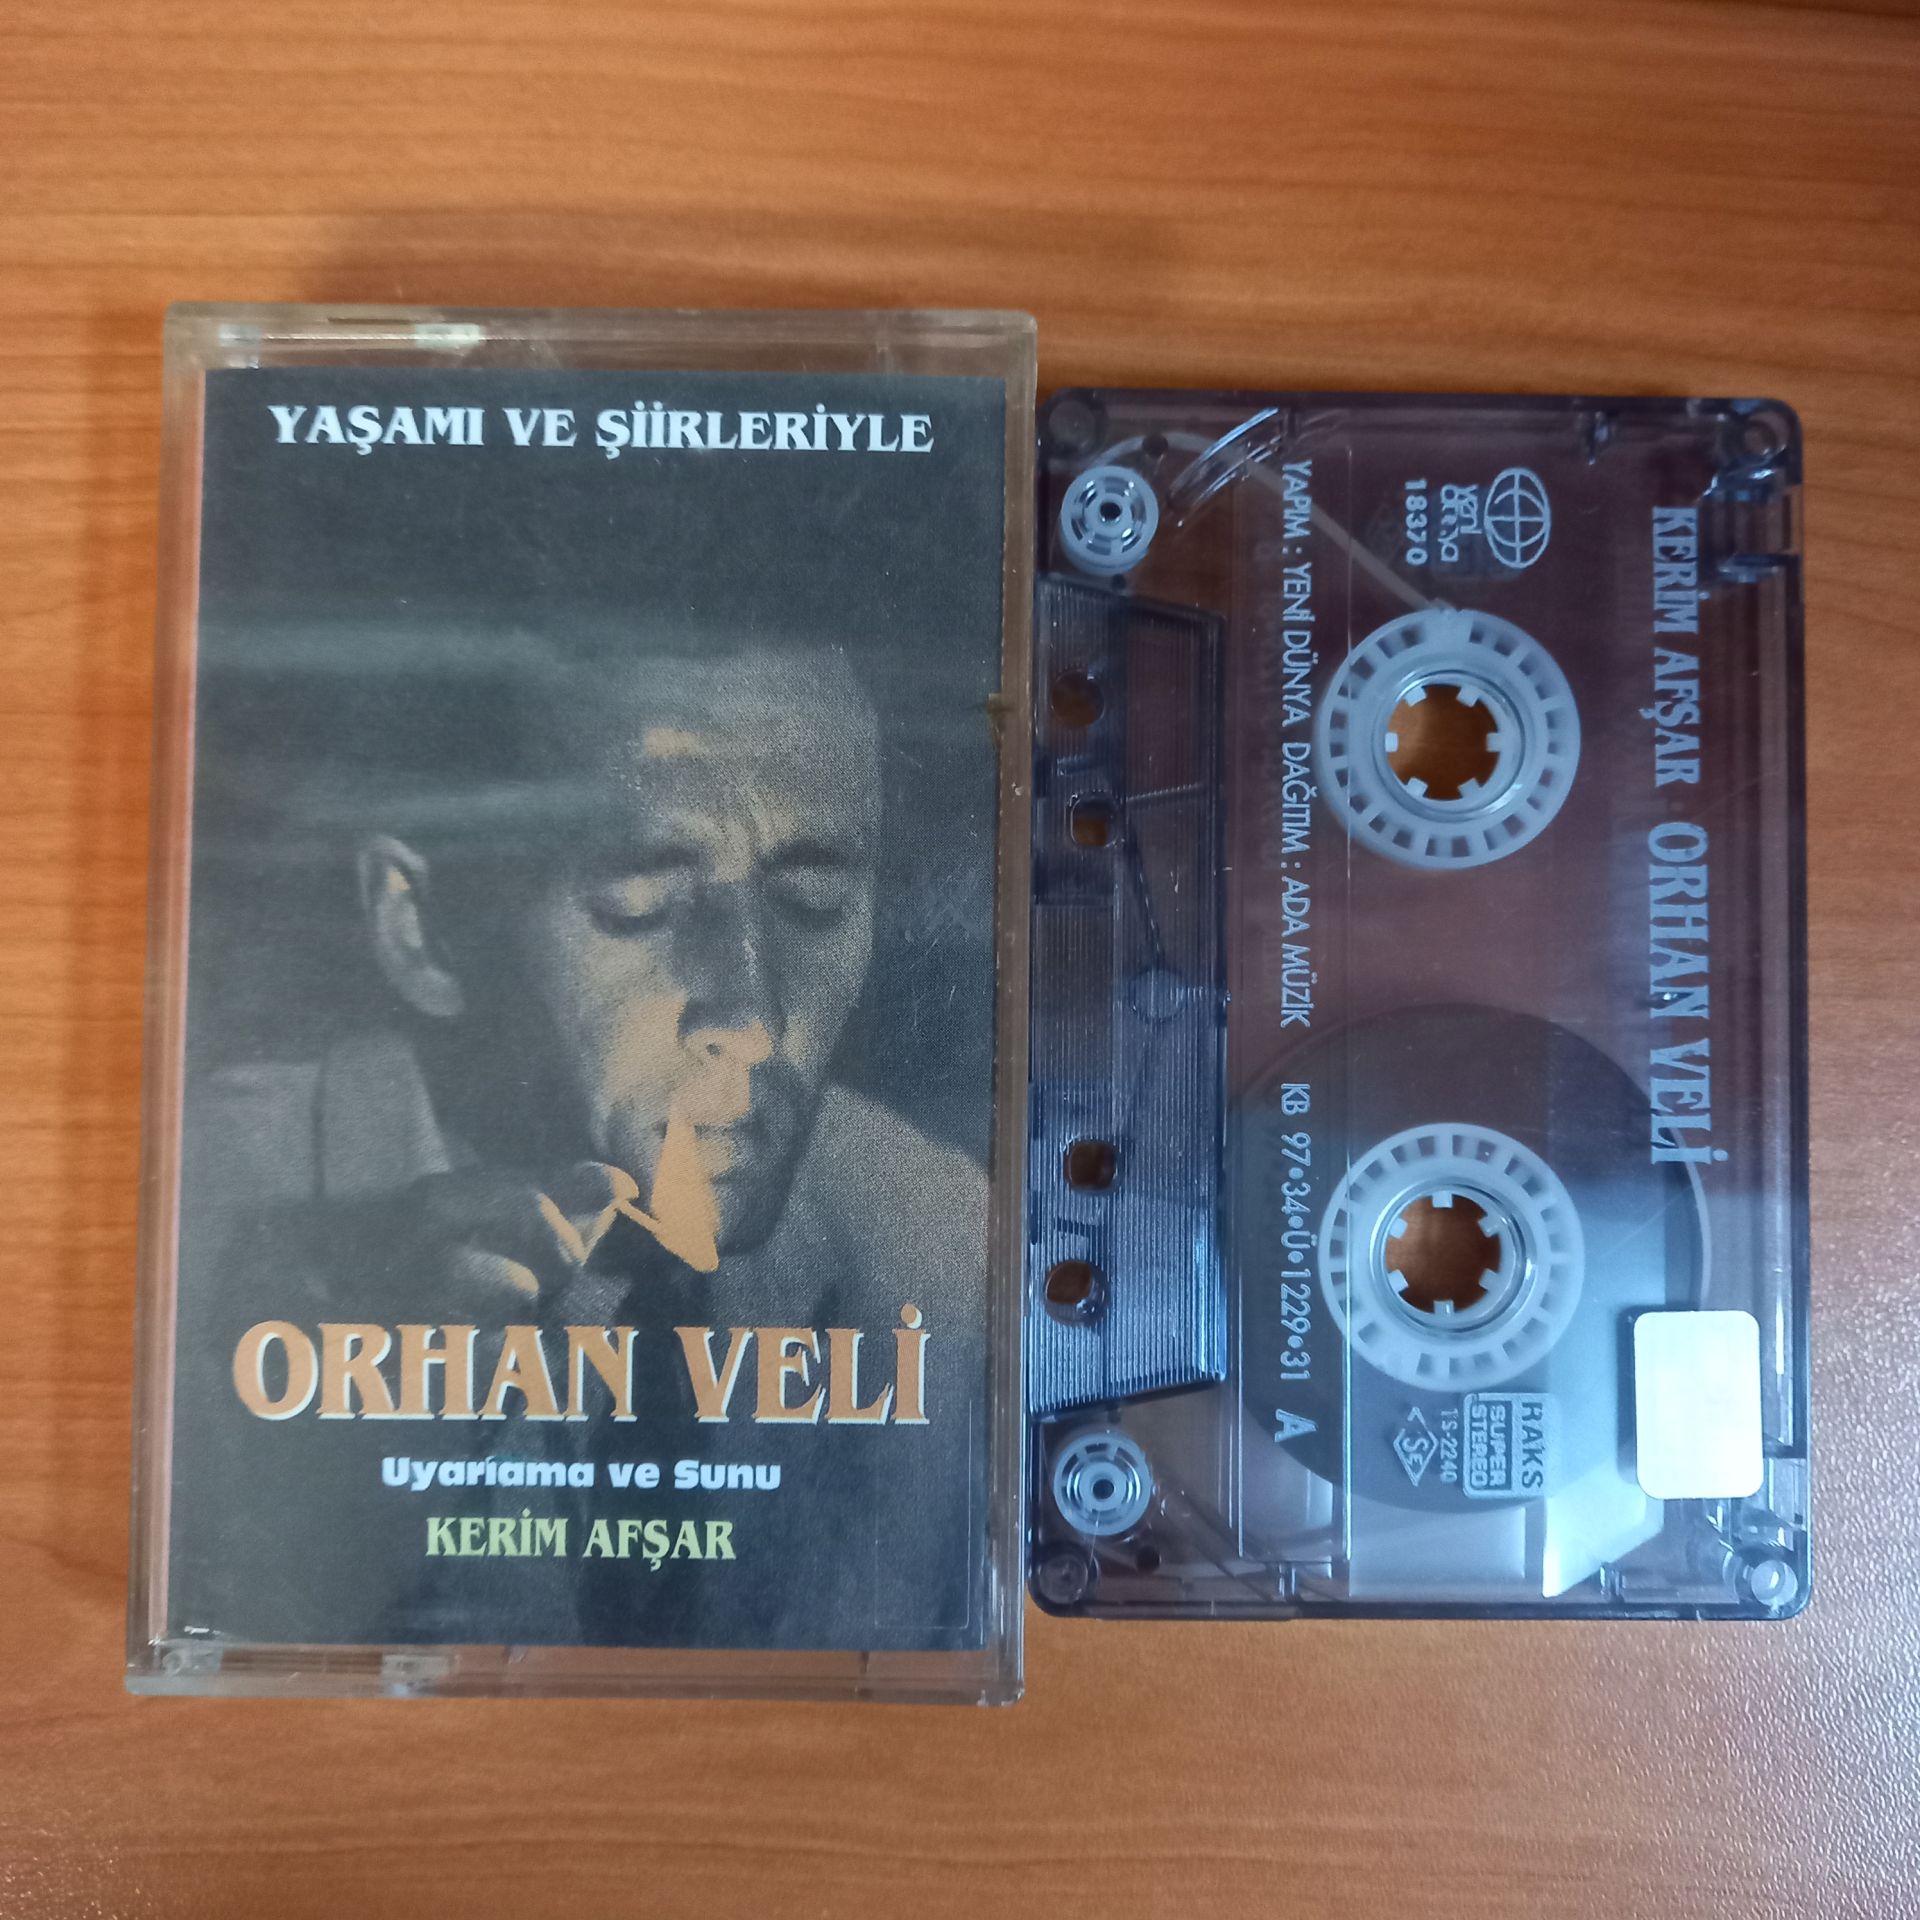 YAŞAMI VE ŞİİRLERİYLE
ORHAN VELİ
Uyarlama ve Sunu
KERİM AFŞAR
KERİM AFŞAR · ORHAN VELİ
Yeni Dünya
18370
YAPIM : YENİ DÜNYA DAĞITIM : ADA MÜZİK KB 97•34•Ü•1229•31 A
RAKS
SUPER
STEREO
TS-2240